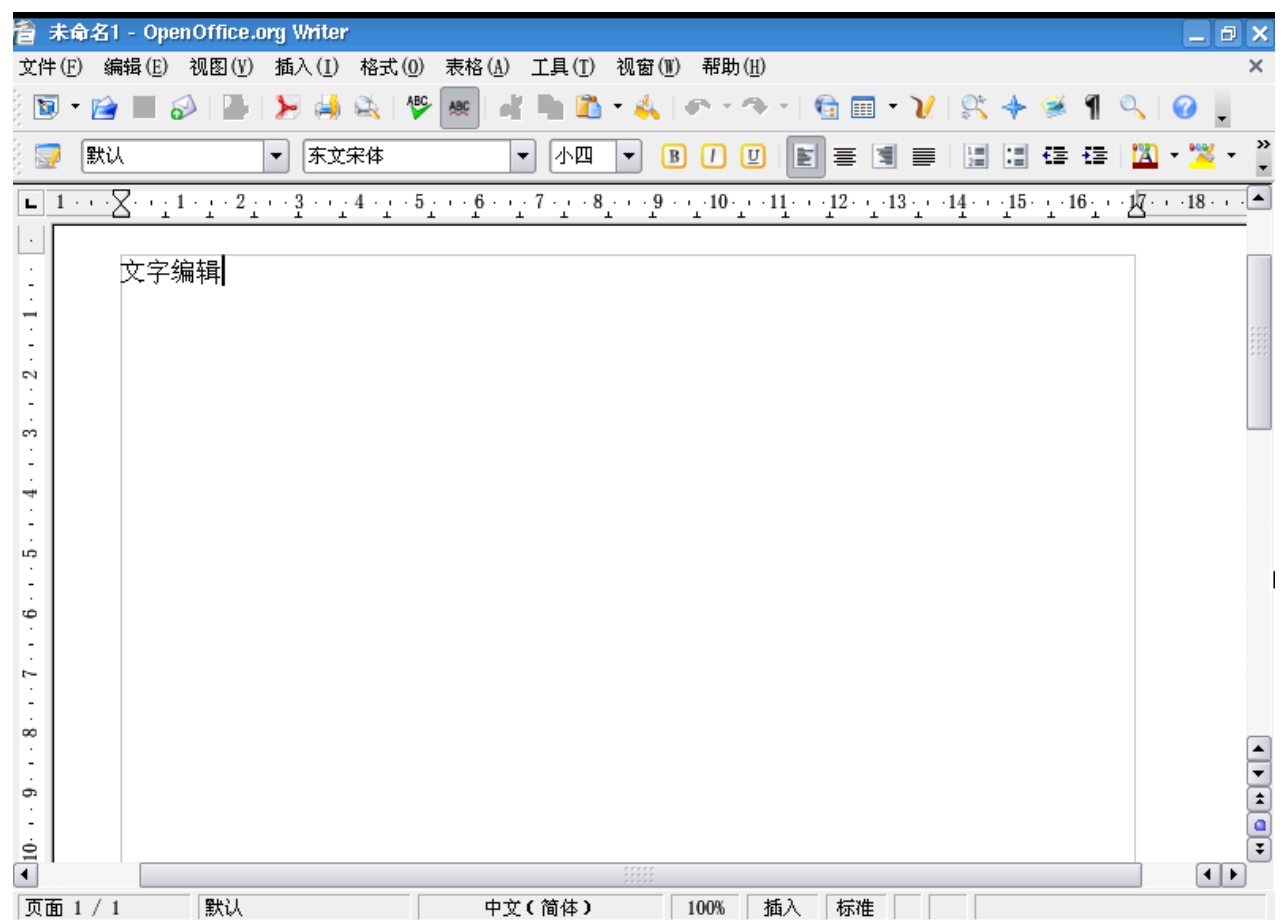 未命名1 - OpenOffice.org Writer
文件(F) 编辑(E) 视图(V) 插入(I) 格式(O) 表格(A) 工具(T) 视窗(W) 帮助(H)
ABC ABC
默认 东文宋体 小四 B I U A
1 1 2 3 4 5 6 7 8 9 10 11 12 13 14 15 16 17 18
文字编辑
1
2
3
4
5
6
7
8
9
10
页面 1 / 1 默认 中文(简体) 100% 插入 标准